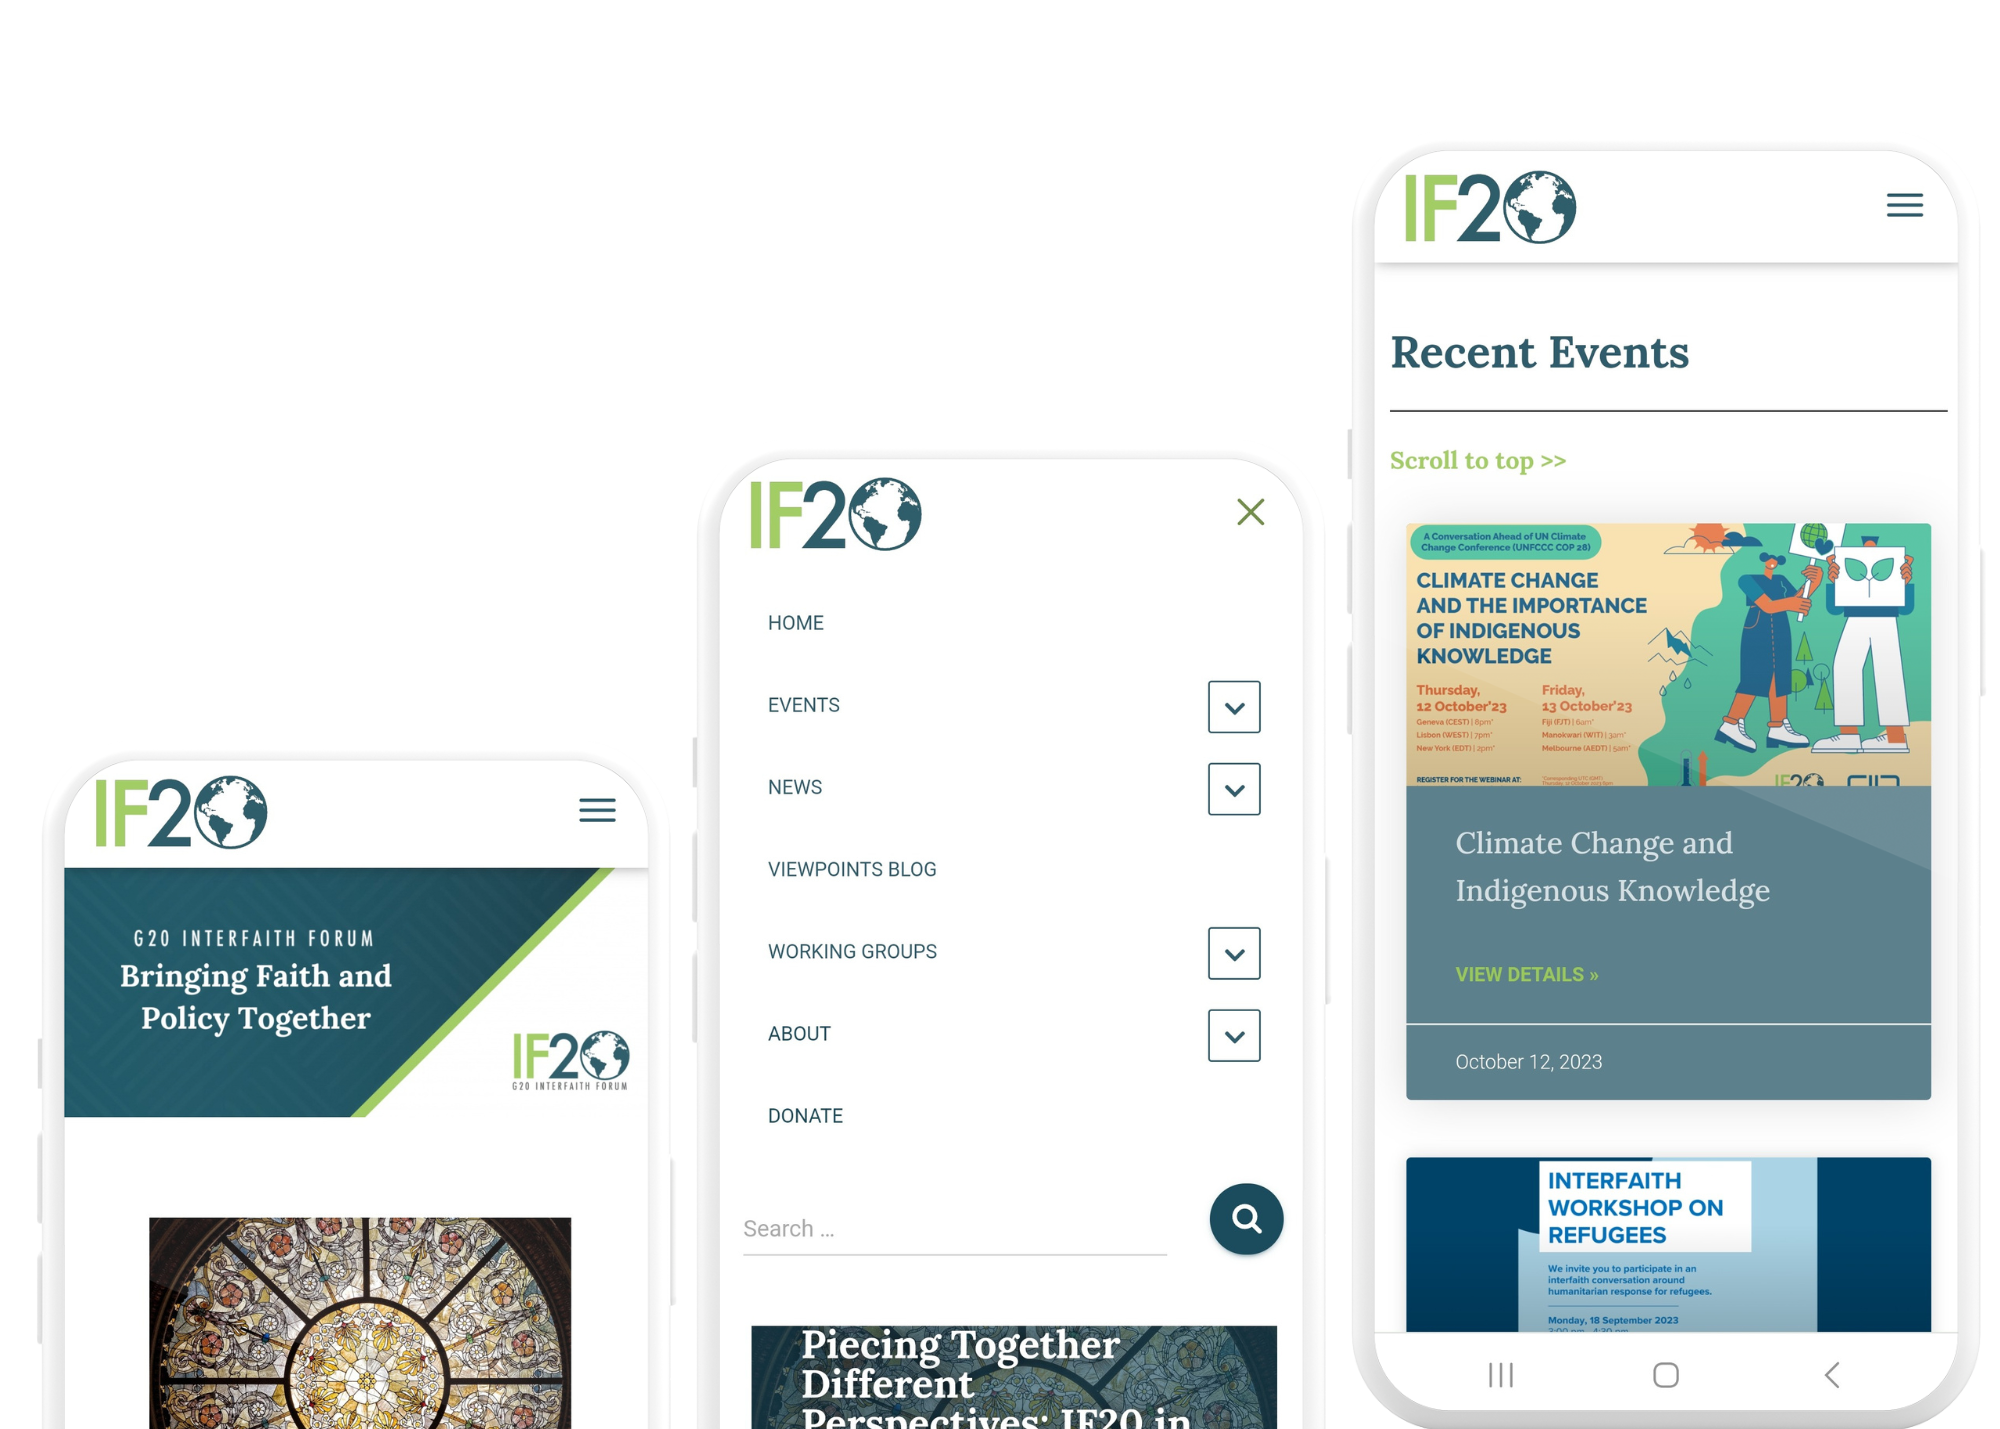 IF20
G20 INTERFAITH FORUM
Bringing Faith and
Policy Together
IF20
G20 INTERFAITH FORUM
IF20
HOME
EVENTS
NEWS
VIEWPOINTS BLOG
WORKING GROUPS
ABOUT
DONATE
Search ...
Piecing Together
Different
Perspectives: IF20 in
IF20
Recent Events
Scroll to top >>
A Conversation Ahead of UN Climate
Change Conference (UNFCCC COP 28)
CLIMATE CHANGE
AND THE IMPORTANCE
OF INDIGENOUS
KNOWLEDGE
Thursday,
12 October'23
Geneva (CEST) | 8pm*
Lisbon (WEST) | 7pm*
New York (EDT) | 2pm*
Friday,
13 October'23
Fiji (FJT) | 6am*
Manokwari (WIT) | 3am*
Melbourne (AEDT) | 5am*
REGISTER FOR THE WEBINAR AT:
IF20
Climate Change and
Indigenous Knowledge
VIEW DETAILS »
October 12, 2023
INTERFAITH
WORKSHOP ON
REFUGEES
We invite you to participate in an
interfaith conversation around
humanitarian response for refugees.
Monday, 18 September 2023